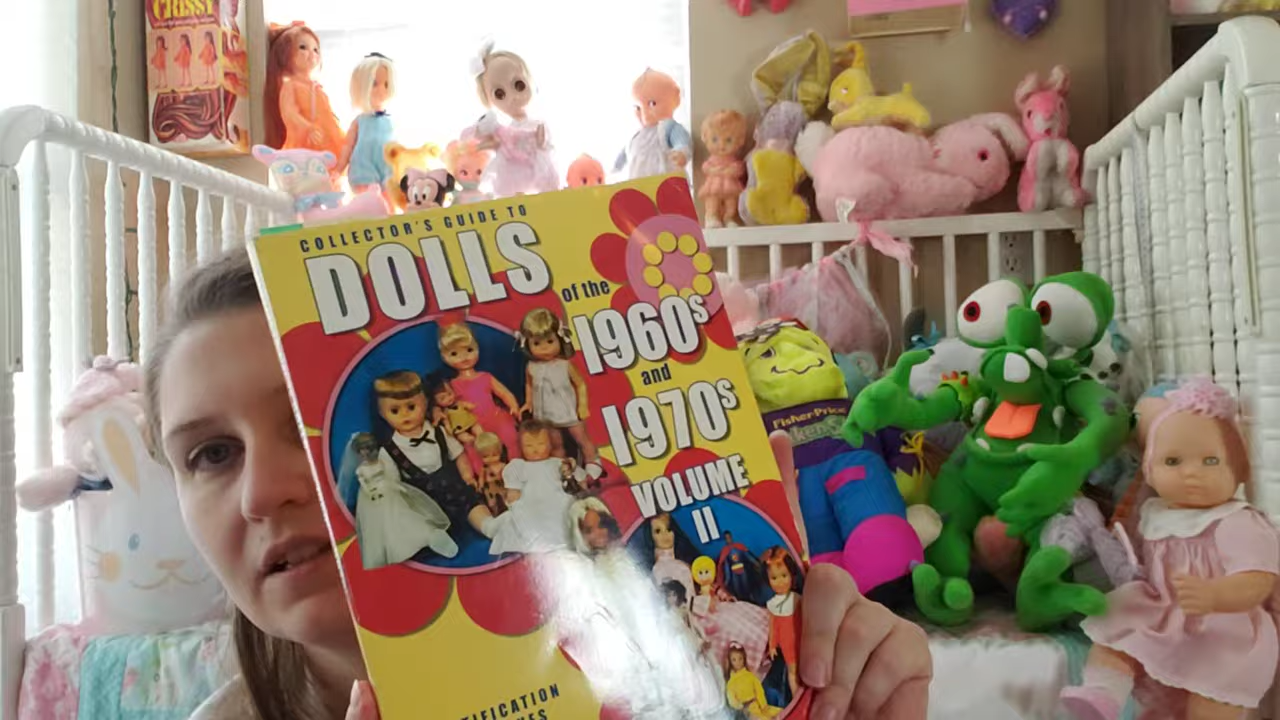 CRISSY
COLLECTOR'S GUIDE TO
DOLLS
of the
1960s
and
1970s
VOLUME
II
Fisher-Price